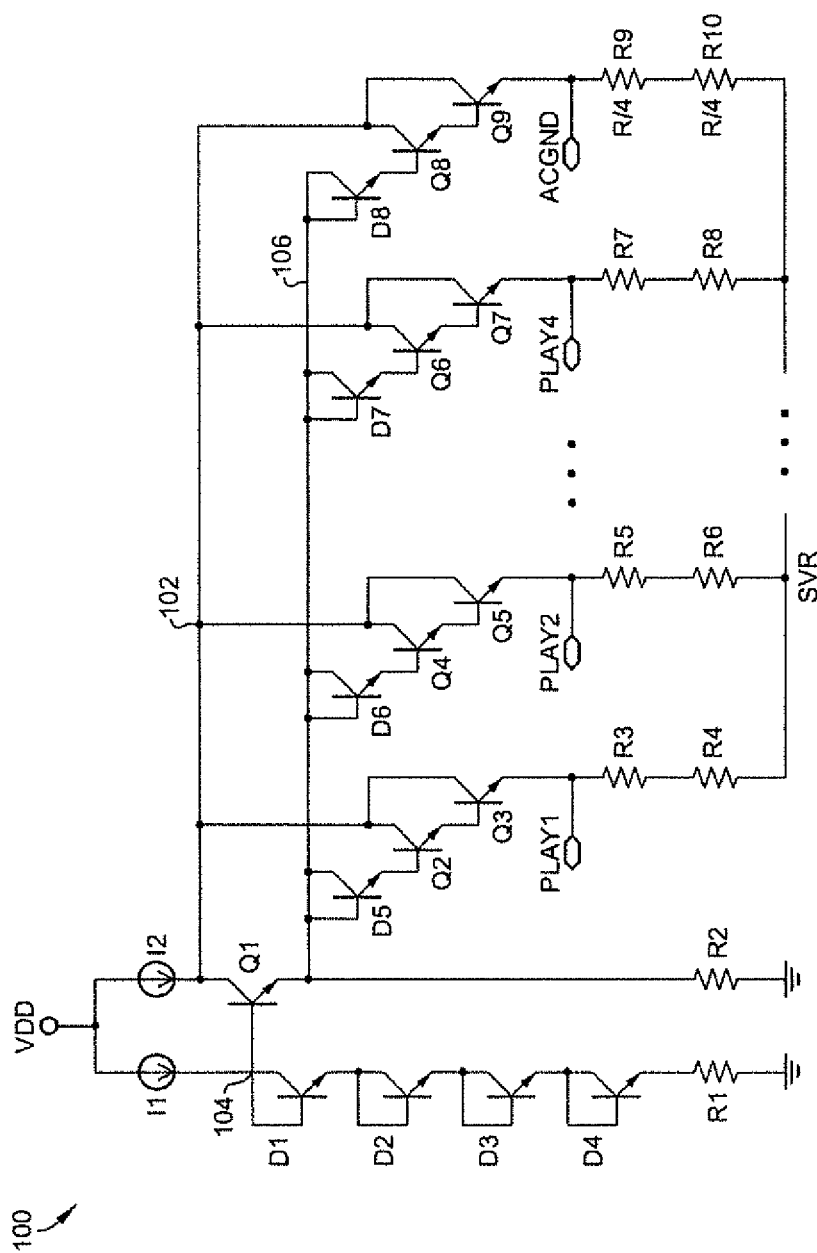 100
VDD
I1
I2
102
104
Q1
106
D1
D2
D3
D4
D5
Q2
Q3
D6
Q4
Q5
D7
Q6
Q7
D8
Q8
Q9
PLAY1
PLAY2
PLAY4
ACGND
R1
R2
R3
R4
R5
R6
R7
R8
R9
R/4
R10
R/4
SVR